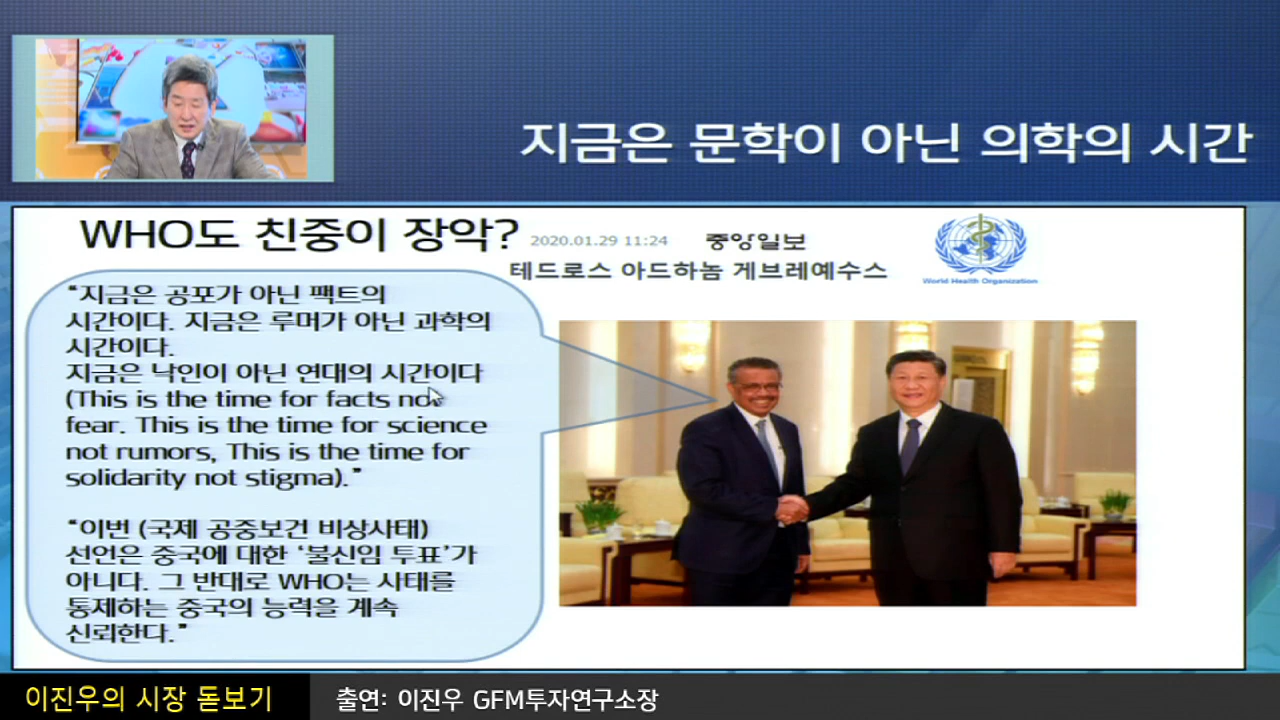 지금은 문학이 아닌 의학의 시간
WHO도 친중이 장악?
2020.01.29 11:24
중앙일보
테드로스 아드하놈 게브레예수스
World Health Organization
“지금은 공포가 아닌 팩트의
시간이다. 지금은 루머가 아닌 과학의
시간이다.
지금은 낙인이 아닌 연대의 시간이다
(This is the time for facts not
fear. This is the time for science
not rumors, This is the time for
solidarity not stigma).”
“이번 (국제 공중보건 비상사태)
선언은 중국에 대한 ‘불신임 투표’가
아니다. 그 반대로 WHO는 사태를
통제하는 중국의 능력을 계속
신뢰한다.”
이진우의 시장 돋보기
출연: 이진우 GFM투자연구소장